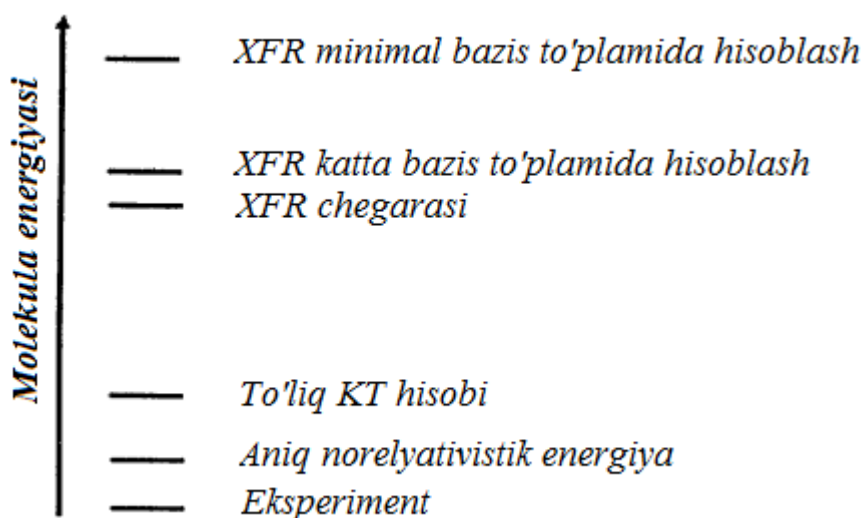 Molekula energiyasi
XFR minimal bazis to'plamida hisoblash
XFR katta bazis to'plamida hisoblash
XFR chegarasi
To'liq KT hisobi
Aniq norelyativistik energiya
Eksperiment